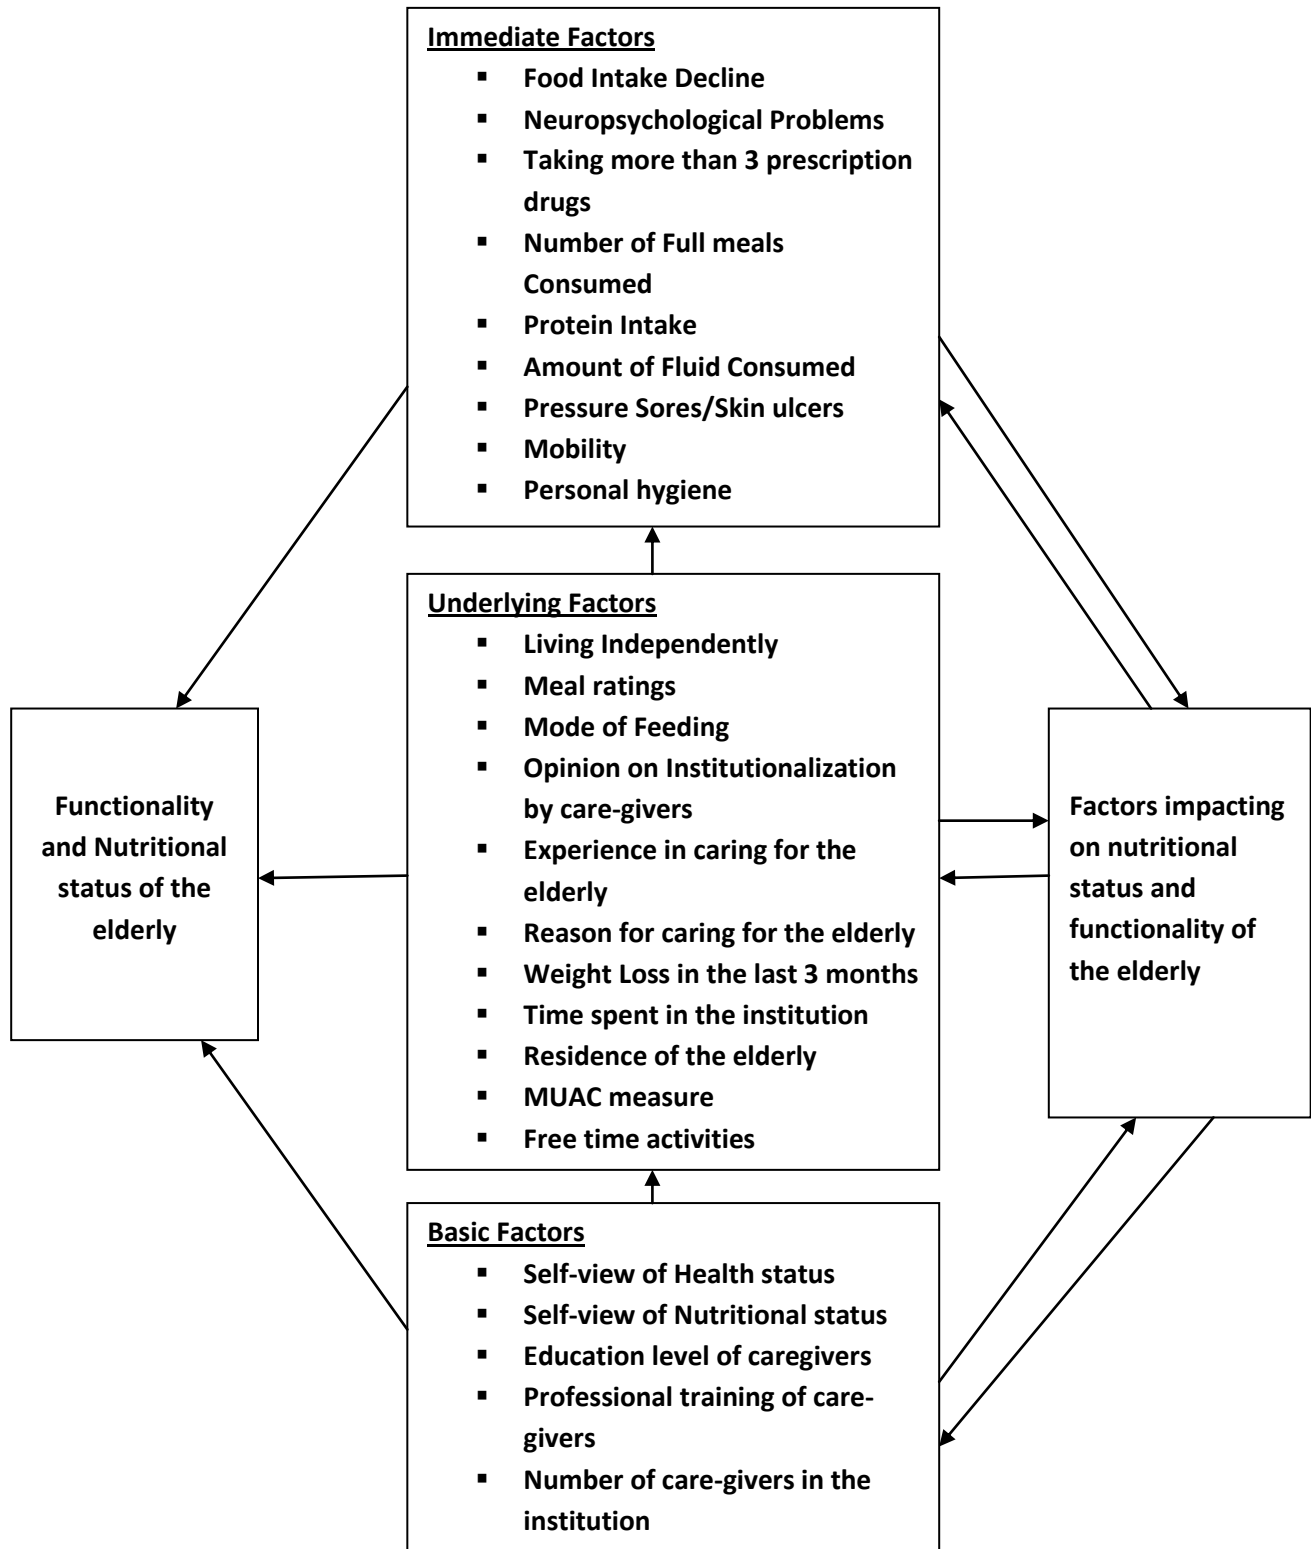 Immediate Factors
▪ Food Intake Decline
▪ Neuropsychological Problems
▪ Taking more than 3 prescription
drugs
▪ Number of Full meals
Consumed
▪ Protein Intake
▪ Amount of Fluid Consumed
▪ Pressure Sores/Skin ulcers
▪ Mobility
▪ Personal hygiene
Functionality
and Nutritional
status of the
elderly
Underlying Factors
▪ Living Independently
▪ Meal ratings
▪ Mode of Feeding
▪ Opinion on Institutionalization
by care-givers
▪ Experience in caring for the
elderly
▪ Reason for caring for the elderly
▪ Weight Loss in the last 3 months
▪ Time spent in the institution
▪ Residence of the elderly
▪ MUAC measure
▪ Free time activities
Factors impacting
on nutritional
status and
functionality of
the elderly
Basic Factors
▪ Self-view of Health status
▪ Self-view of Nutritional status
▪ Education level of caregivers
▪ Professional training of care-
givers
▪ Number of care-givers in the
institution